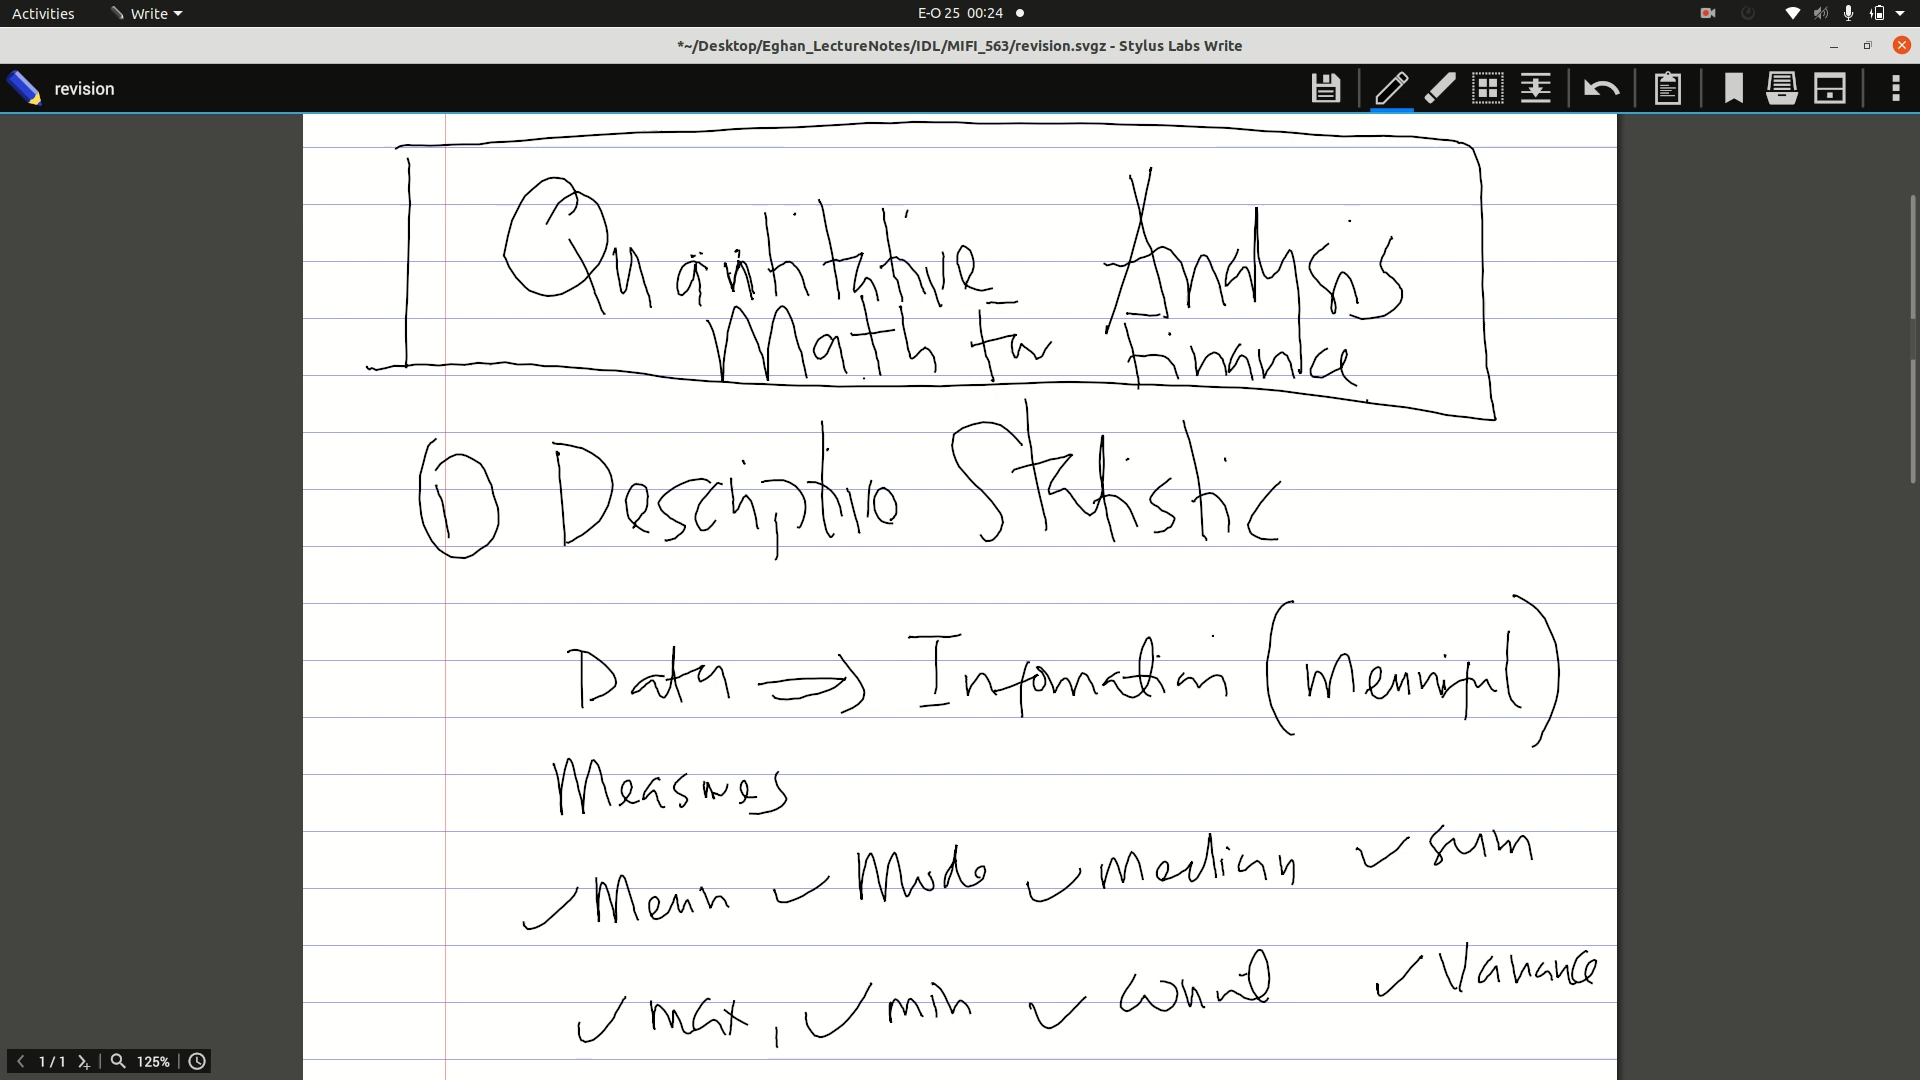 Activities Write E-O 25 00:24
*~/Desktop/Eghan_LectureNotes/IDL/MIFI_563/revision.svgz - Stylus Labs Write
revision
Quantitative Analysis
Math for Finance
① Descriptive Statistic
Data ⇒ Information (Meaningful)
Measures
✓ Mean ✓ Mode ✓ Median ✓ sum
✓ max, ✓ min ✓ count ✓ Variance
1/1 125%